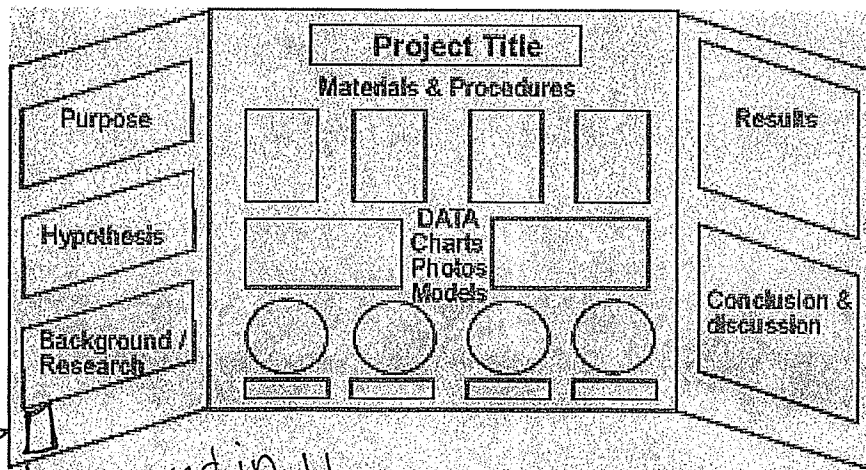 Project Title
Materials & Procedures
Purpose
Hypothesis
Background /
Research
DATA
Charts
Photos
Models
Results
Conclusion &
discussion